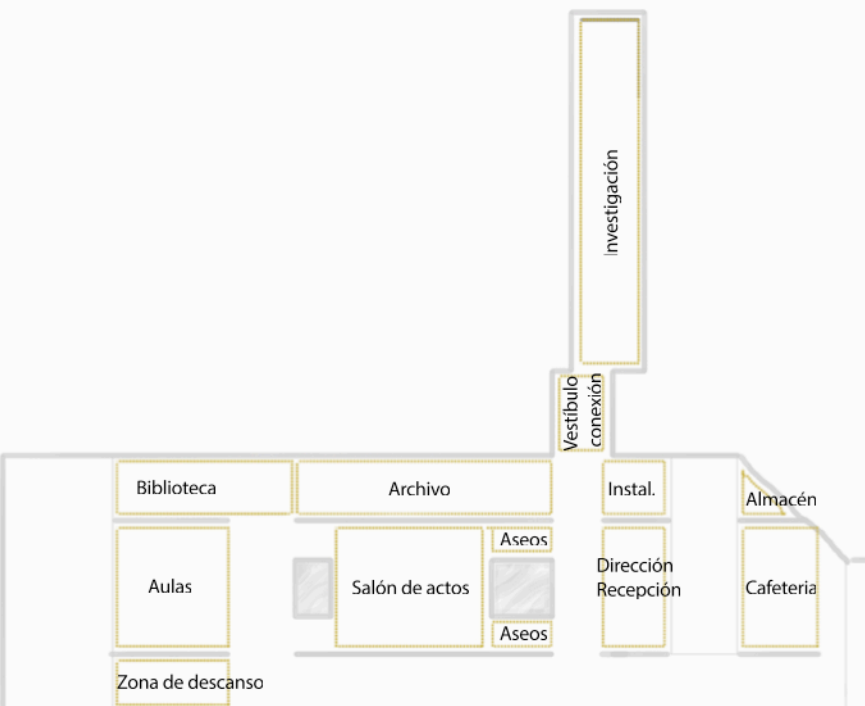 Investigación
Vestíbulo
conexión
Biblioteca
Archivo
Instal.
Almacén
Aseos
Aulas
Salón de actos
Dirección
Recepción
Cafeteria
Aseos
Zona de descanso